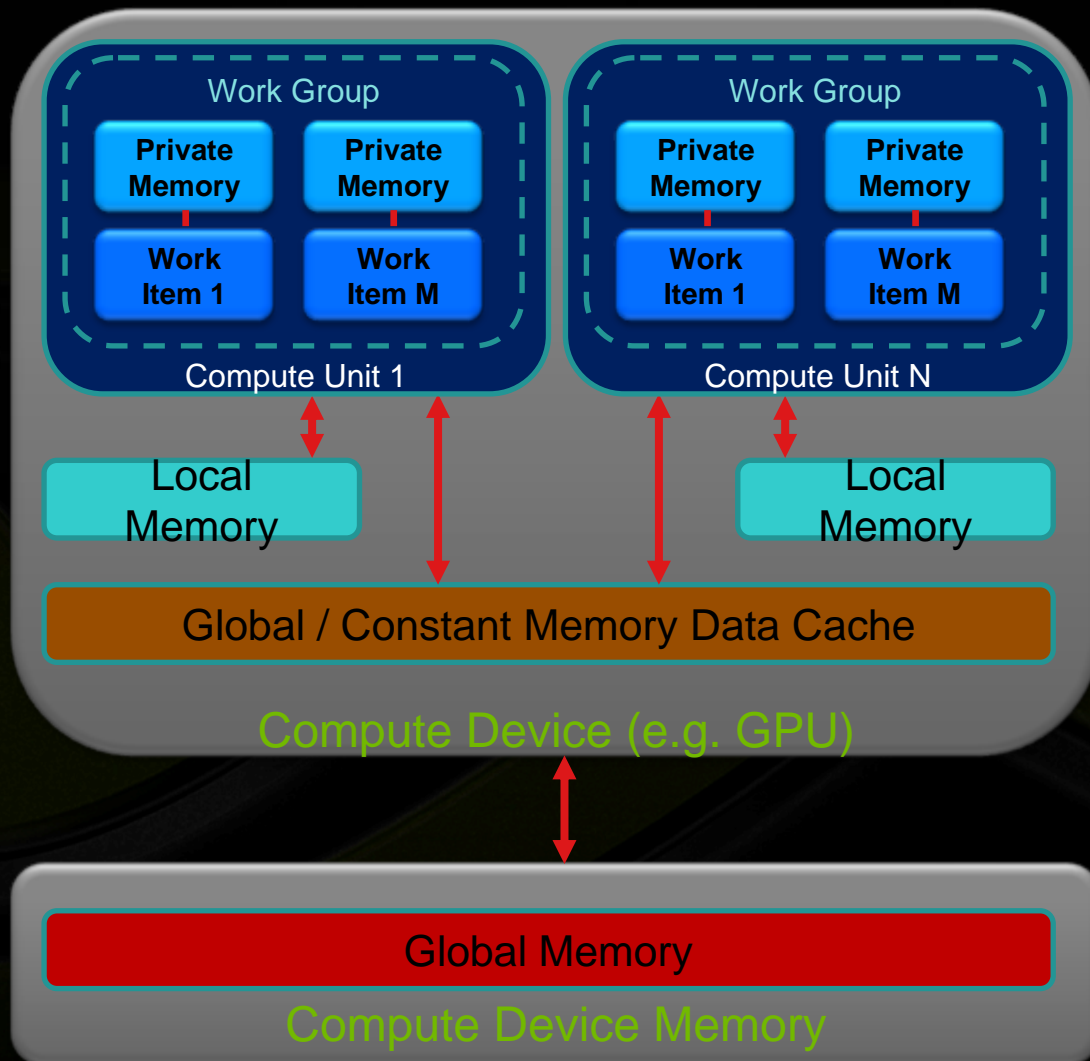 Work Group
Private
Memory
Private
Memory
Work
Item 1
Work
Item M
Compute Unit 1
Work Group
Private
Memory
Private
Memory
Work
Item 1
Work
Item M
Compute Unit N
Local
Memory
Local
Memory
Global / Constant Memory Data Cache
Compute Device (e.g. GPU)
Global Memory
Compute Device Memory